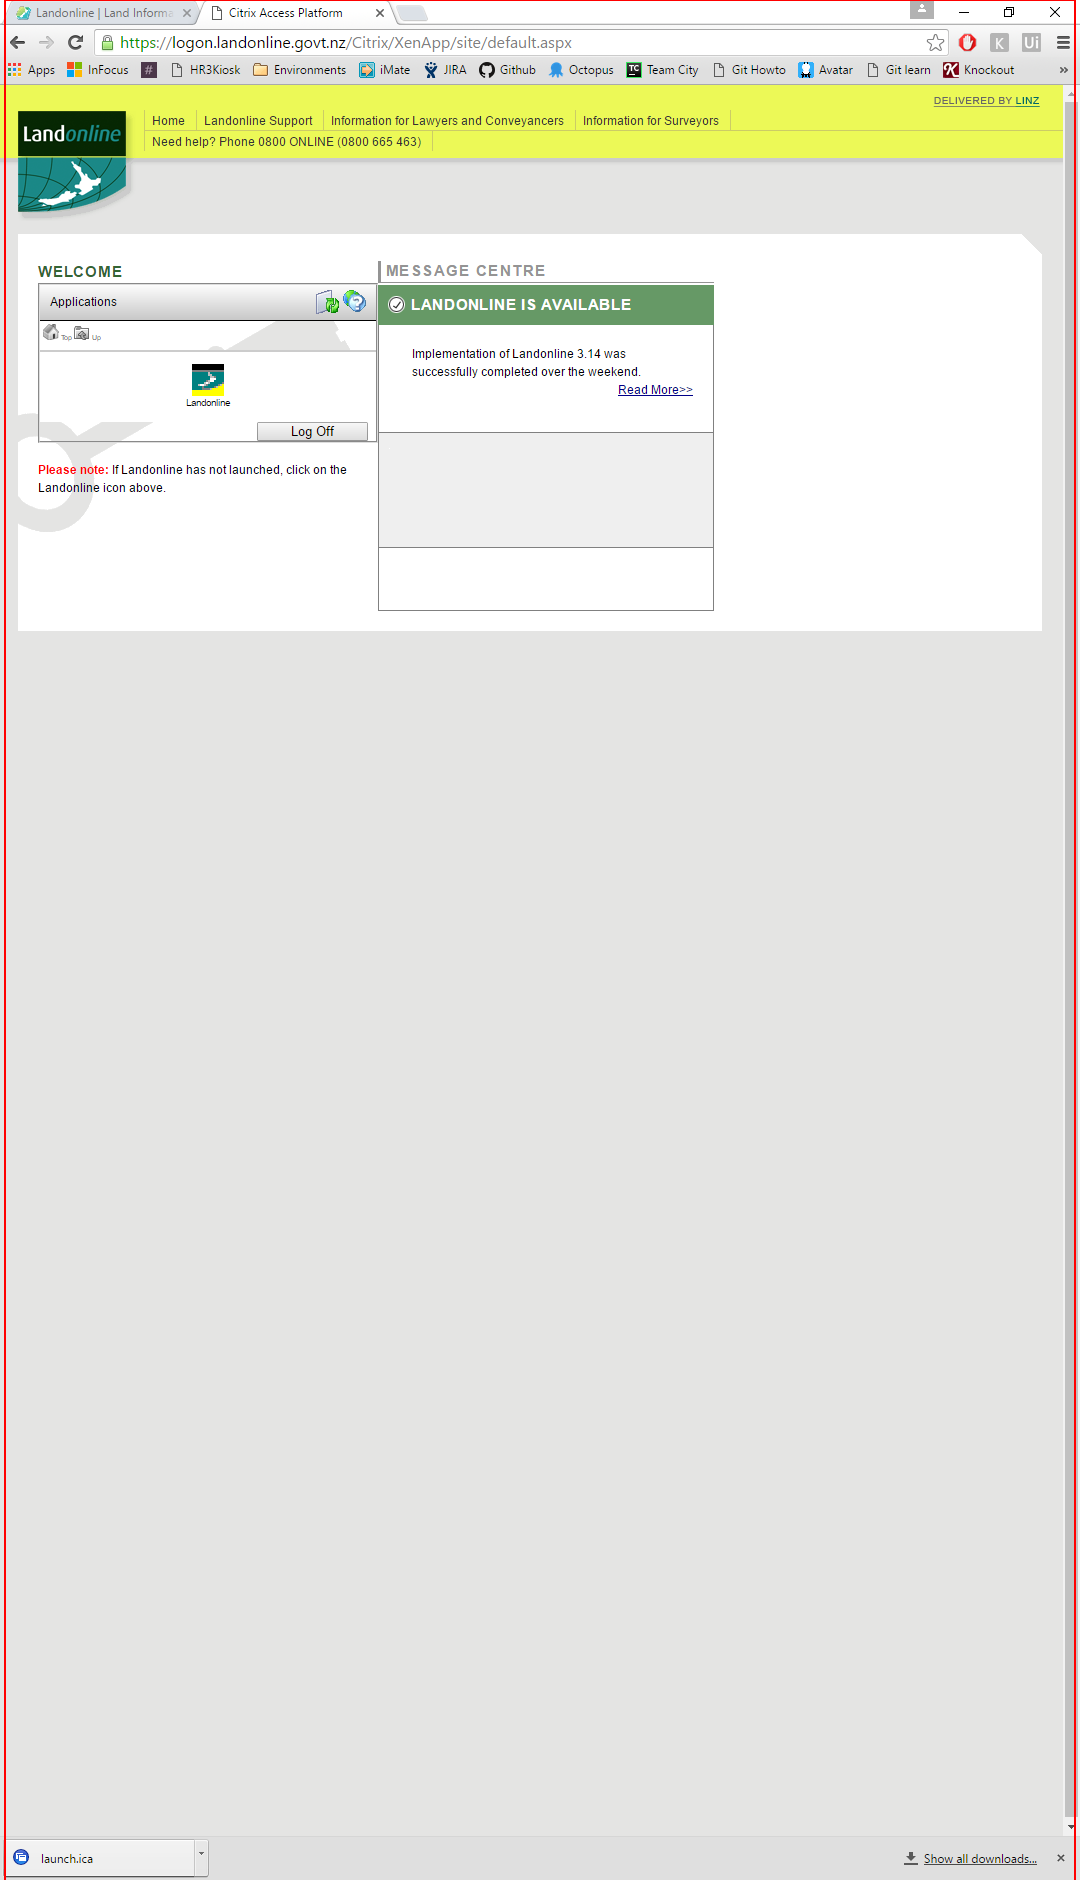 Landonline | Land Informa
Citrix Access Platform
https://logon.landonline.govt.nz/Citrix/XenApp/site/default.aspx
K
Ui
Apps
InFocus
#
HR3Kiosk
Environments
iMate
JIRA
Github
Octopus
TC
Team City
Git Howto
Avatar
Git learn
K
Knockout
»
DELIVERED BY LINZ
Landonline
Home
Landonline Support
Information for Lawyers and Conveyancers
Information for Surveyors
Need help? Phone 0800 ONLINE (0800 665 463)
WELCOME
MESSAGE CENTRE
Applications
LANDONLINE IS AVAILABLE
Top
Up
Implementation of Landonline 3.14 was
successfully completed over the weekend.
Read More>>
Landonline
Log Off
Please note: If Landonline has not launched, click on the
Landonline icon above.
launch.ica
Show all downloads...